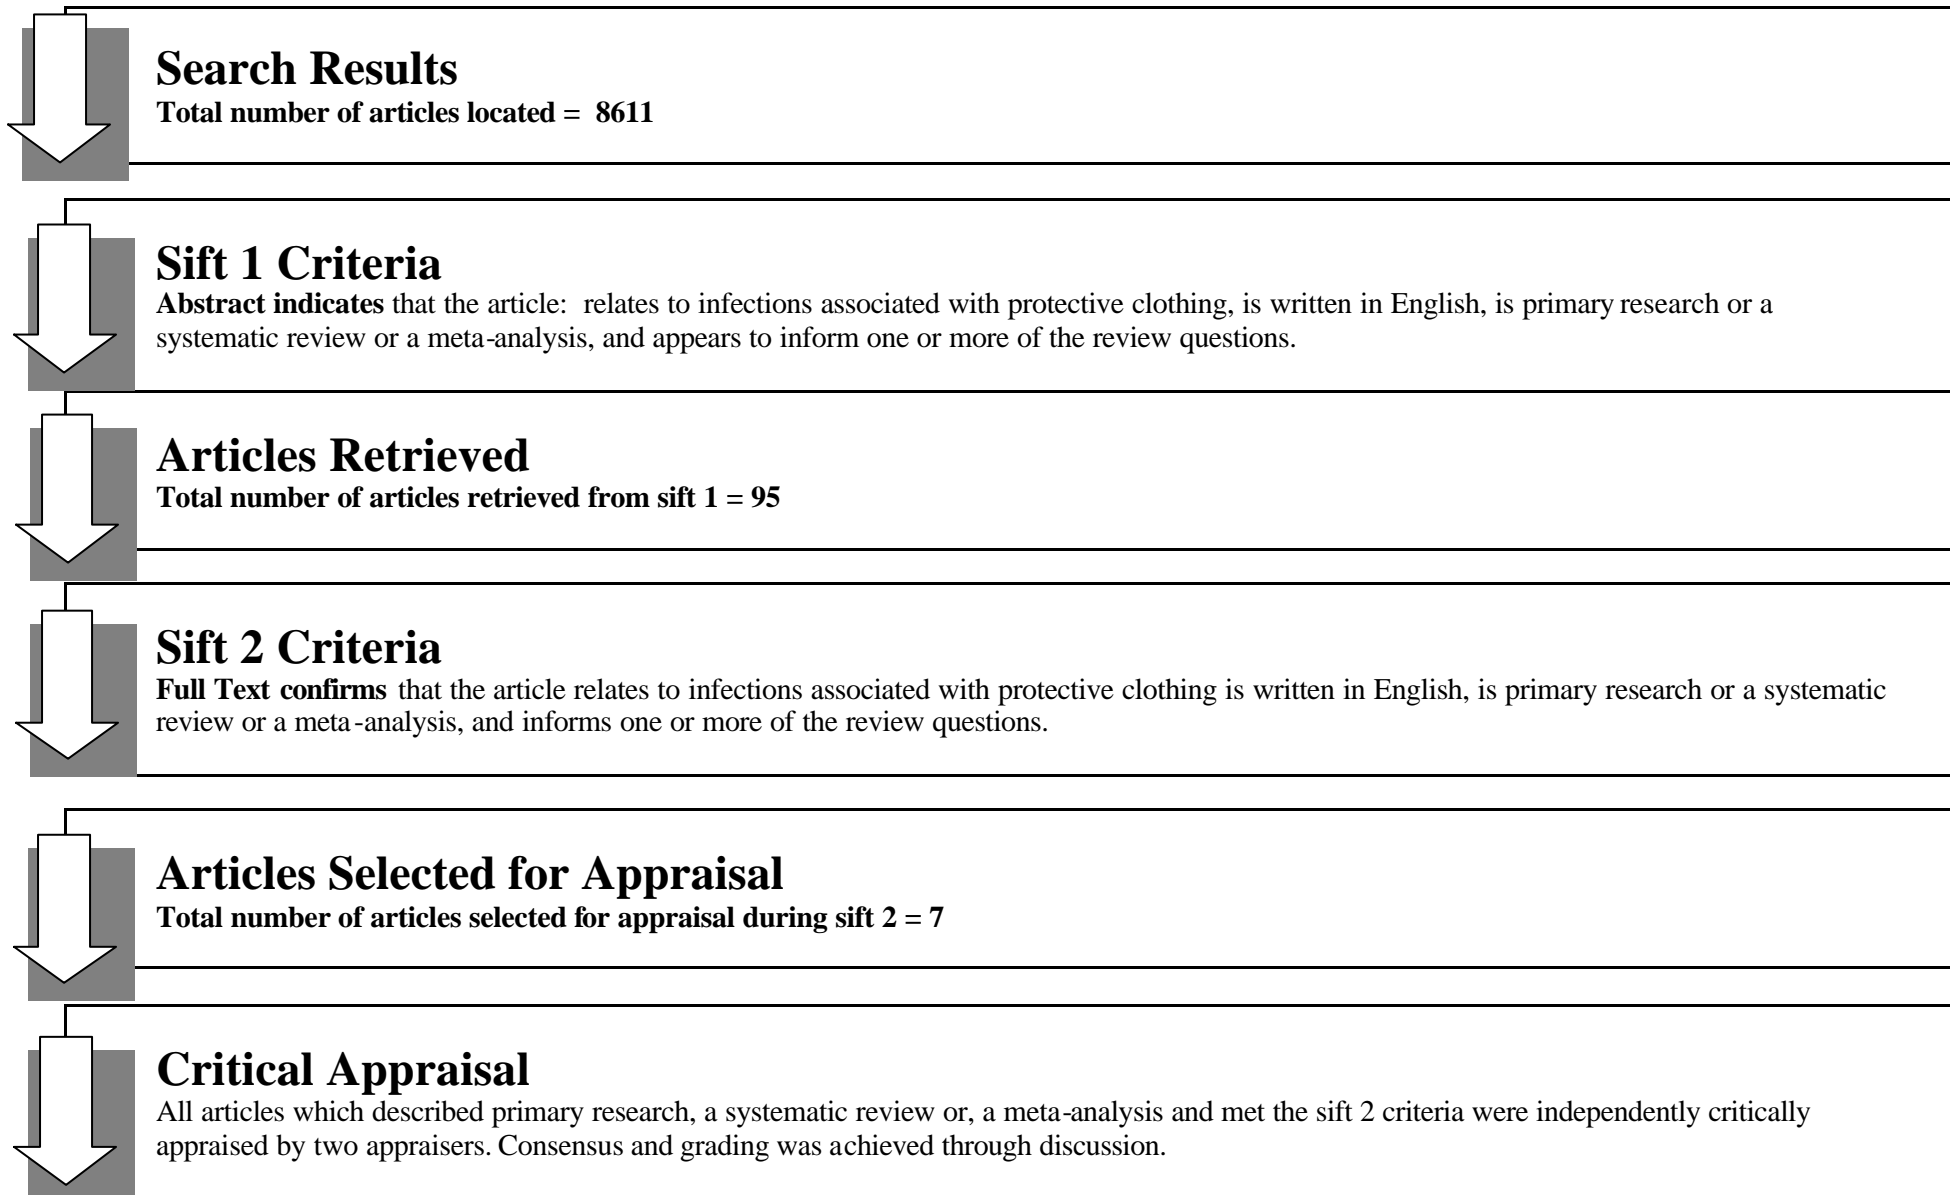 Search Results
Total number of articles located =  8611
Sift 1 Criteria
Abstract indicates that the article:  relates to infections associated with protective clothing, is written in English, is primary research or a
systematic review or a meta-analysis, and appears to inform one or more of the review questions.
Articles Retrieved
Total number of articles retrieved from sift 1 = 95
Sift 2 Criteria
Full Text confirms that the article relates to infections associated with protective clothing is written in English, is primary research or a systematic
review or a meta-analysis, and informs one or more of the review questions.
Articles Selected for Appraisal
Total number of articles selected for appraisal during sift 2 = 7
Critical Appraisal
All articles which described primary research, a systematic review or, a meta-analysis and met the sift 2 criteria were independently critically
appraised by two appraisers. Consensus and grading was achieved through discussion.